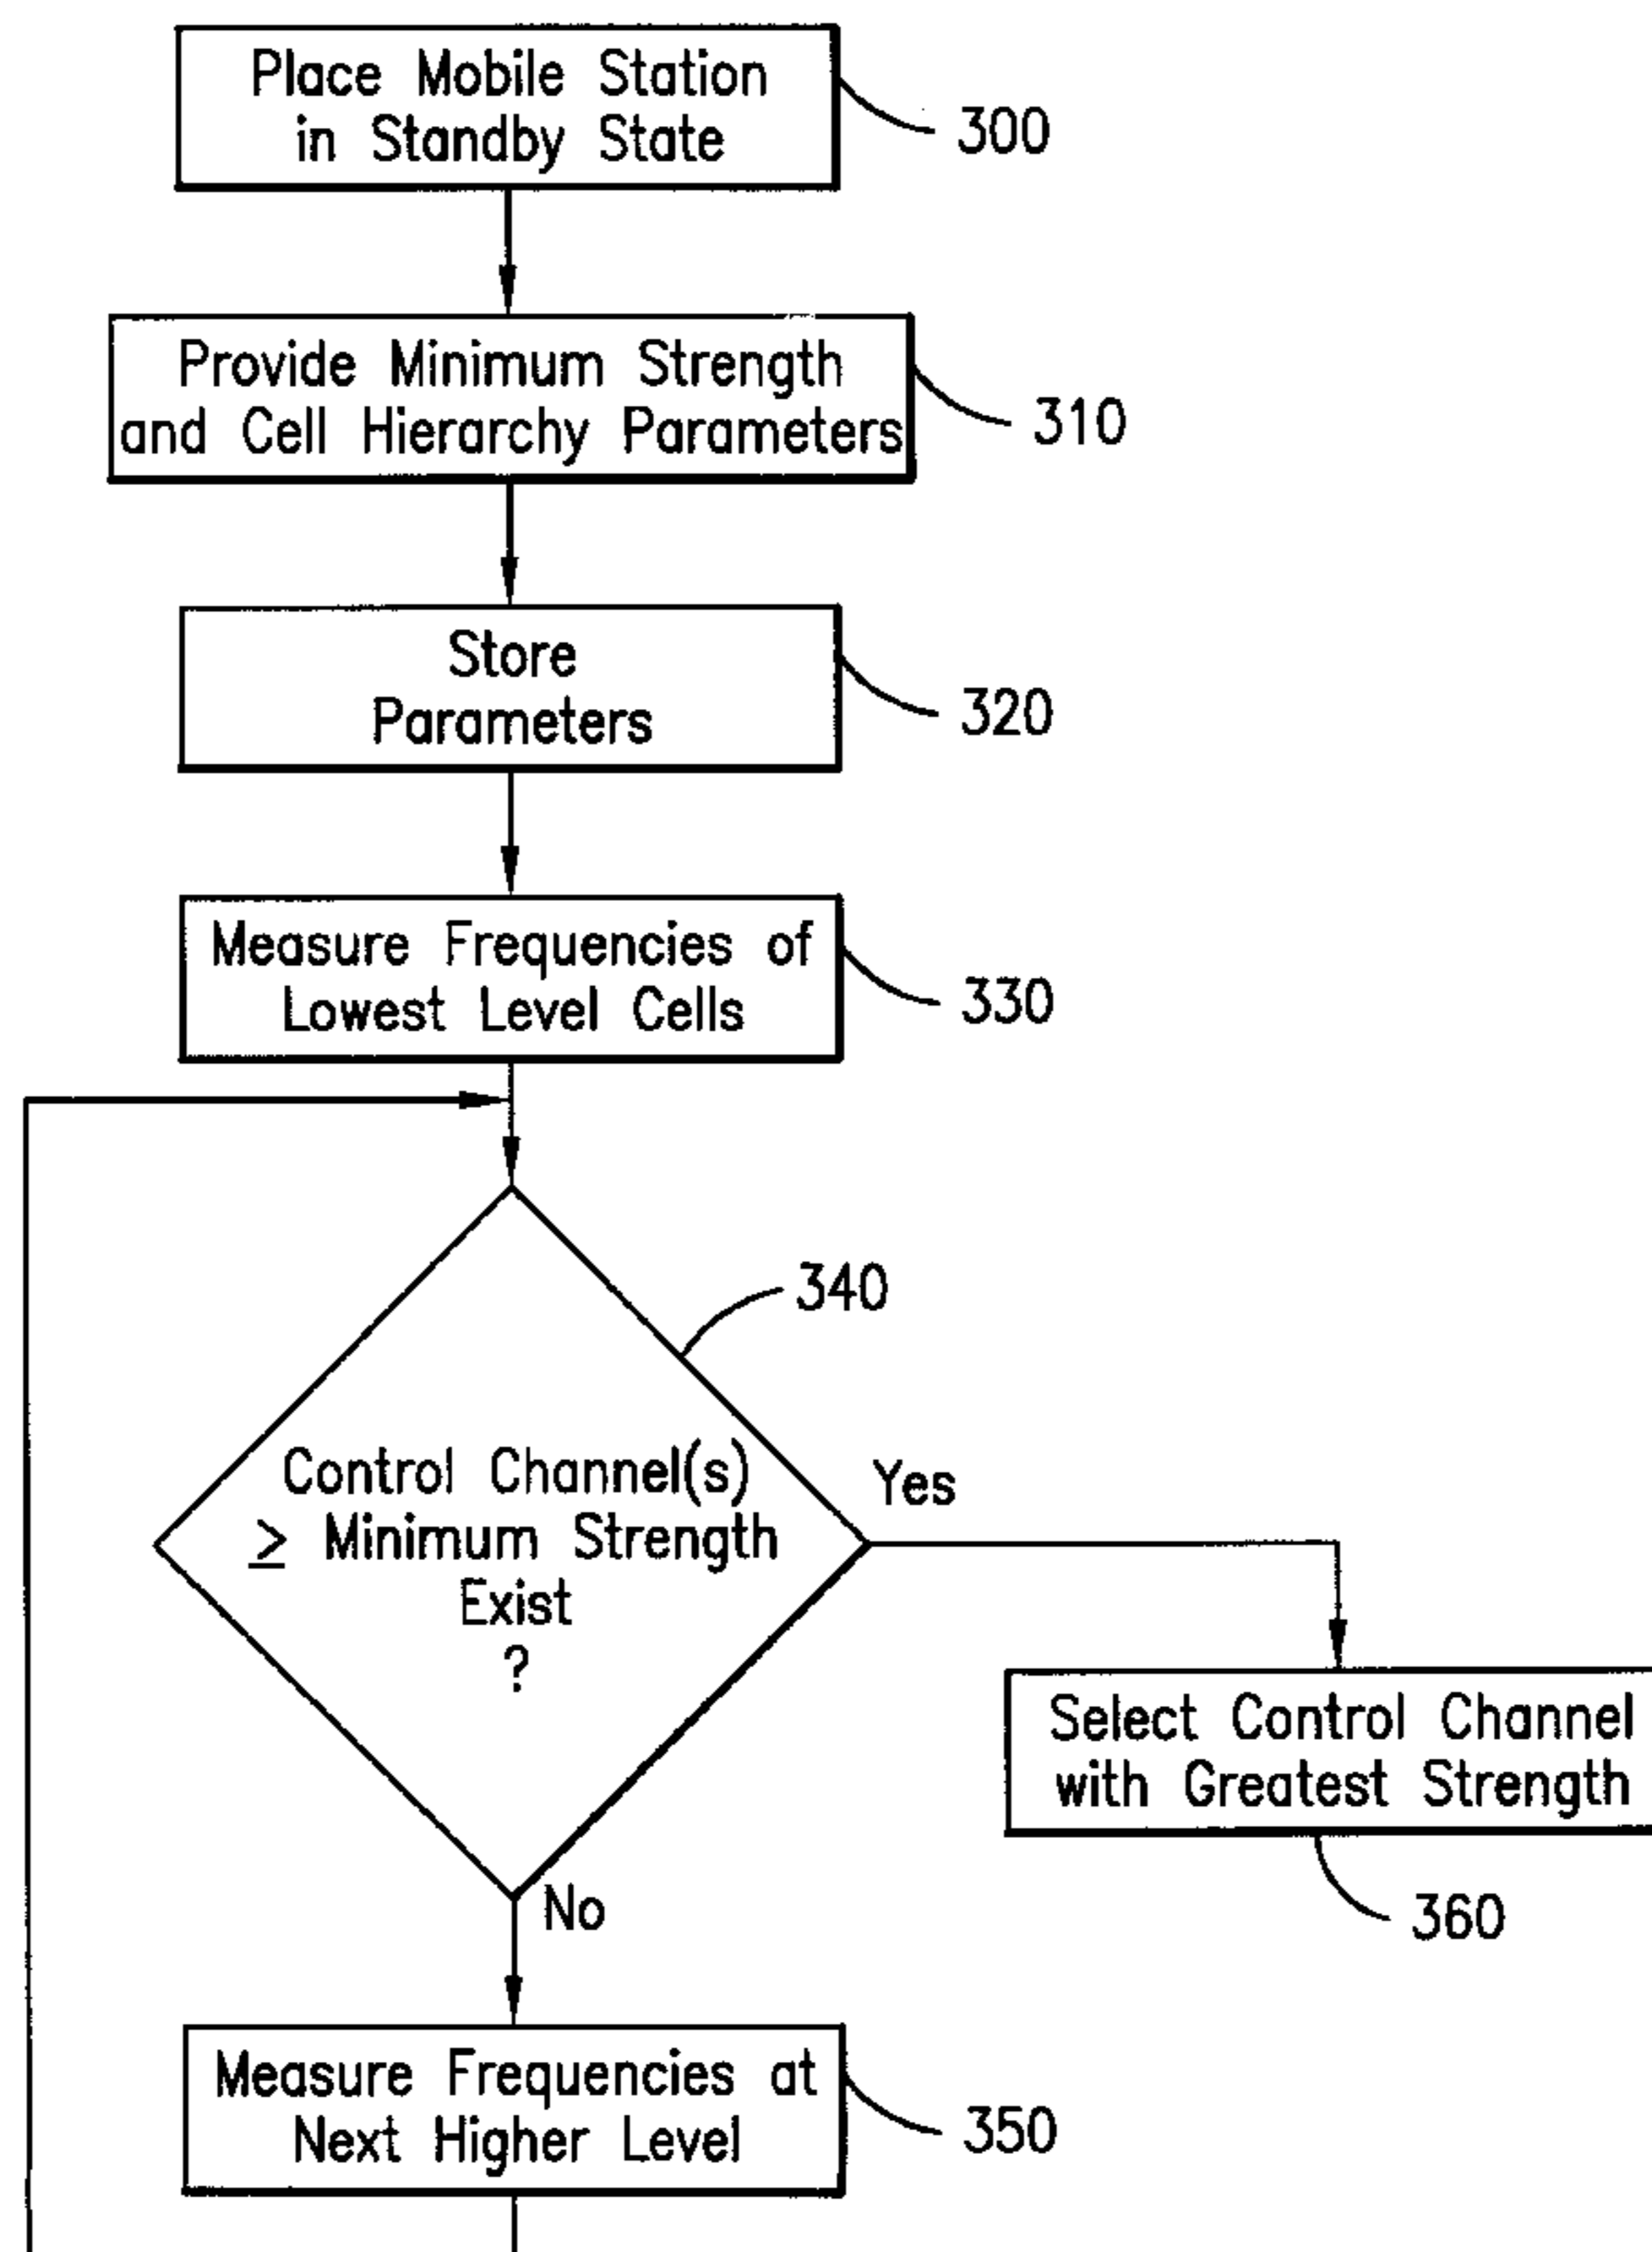 Place Mobile Station
in Standby State
300
Provide Minimum Strength
and Cell Hierarchy Parameters
310
Store
Parameters
320
Measure Frequencies of
Lowest Level Cells
330
340
Control Channel(s)
≥ Minimum Strength
Exist
?
Yes
Select Control Channel
with Greatest Strength
360
No
Measure Frequencies at
Next Higher Level
350